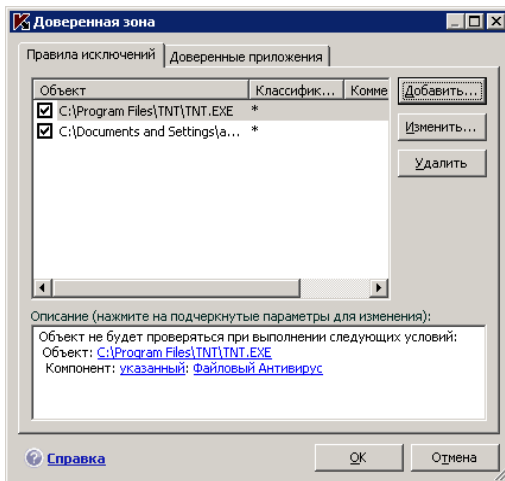 Доверенная зона
Правила исключений Доверенные приложения
Объект Классифик... Комме
C:\Program Files\TNT\TNT.EXE *
C:\Documents and Settings\a... *
Добавить...
Изменить...
Удалить
Описание (нажмите на подчеркнутые параметры для изменения):
Объект не будет проверяться при выполнении следующих условий:
Объект: C:\Program Files\TNT\TNT.EXE
Компонент: указанный: Файловый Антивирус
Справка OK Отмена